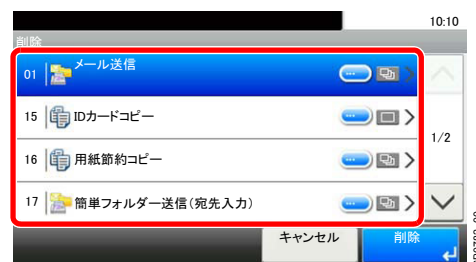 10:10
削除
01 メール送信
15 IDカードコピー
16 用紙節約コピー
1/2
17 簡単フォルダー送信(宛先入力)
キャンセル
削除